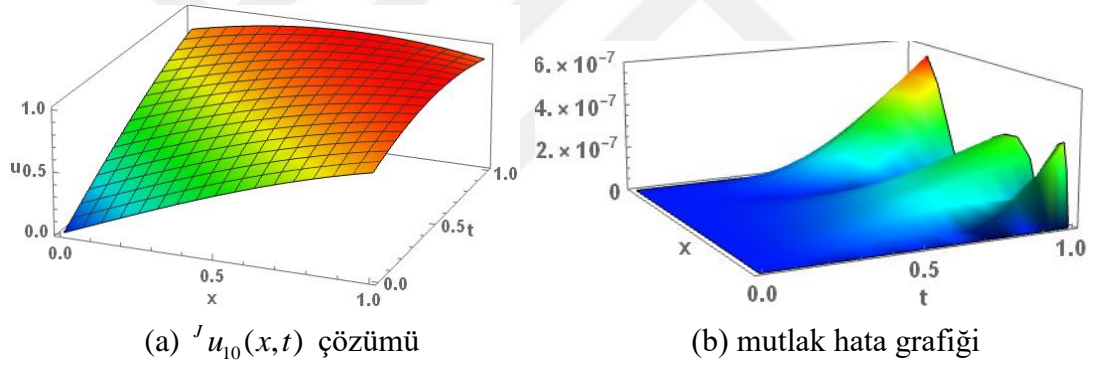 1.0
u 0.5
0.0
0.0
0.5
x
1.0
0.0
0.5 t
1.0
6. × 10⁻⁷
4. × 10⁻⁷
2. × 10⁻⁷
0
x
0.0
0.5
t
1.0
(a) ᴶu₁₀(x,t) çözümü
(b) mutlak hata grafiği